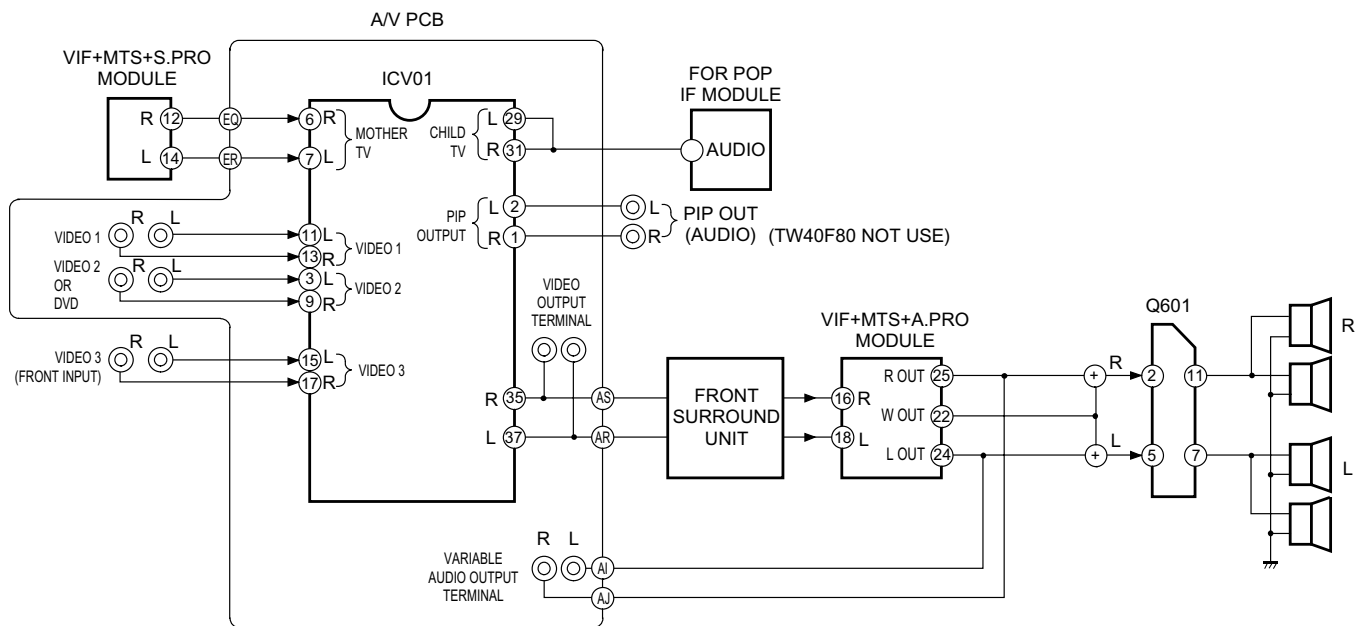 A/V PCB
VIF+MTS+S.PRO
MODULE
R 12 EQ 6 R
L 14 ER 7 L
MOTHER
TV
ICV01
CHILD
TV
L 29
R 31
FOR POP
IF MODULE
AUDIO
PIP
OUTPUT
L 2 L
R 1 R
PIP OUT
(AUDIO) (TW40F80 NOT USE)
R L
VIDEO 1
11 L
13 R
VIDEO 1
R L
VIDEO 2
OR
DVD
3 L
9 R
VIDEO 2
R L
VIDEO 3
(FRONT INPUT)
15 L
17 R
VIDEO 3
VIDEO
OUTPUT
TERMINAL
R 35 AS
L 37 AR
FRONT
SURROUND
UNIT
VIF+MTS+A.PRO
MODULE
16 R
18 L
R OUT 25
W OUT 22
L OUT 24
+ R
+ L
Q601
2 11
5 7
R
L
VARIABLE
AUDIO OUTPUT
TERMINAL
R L
AI
AJ